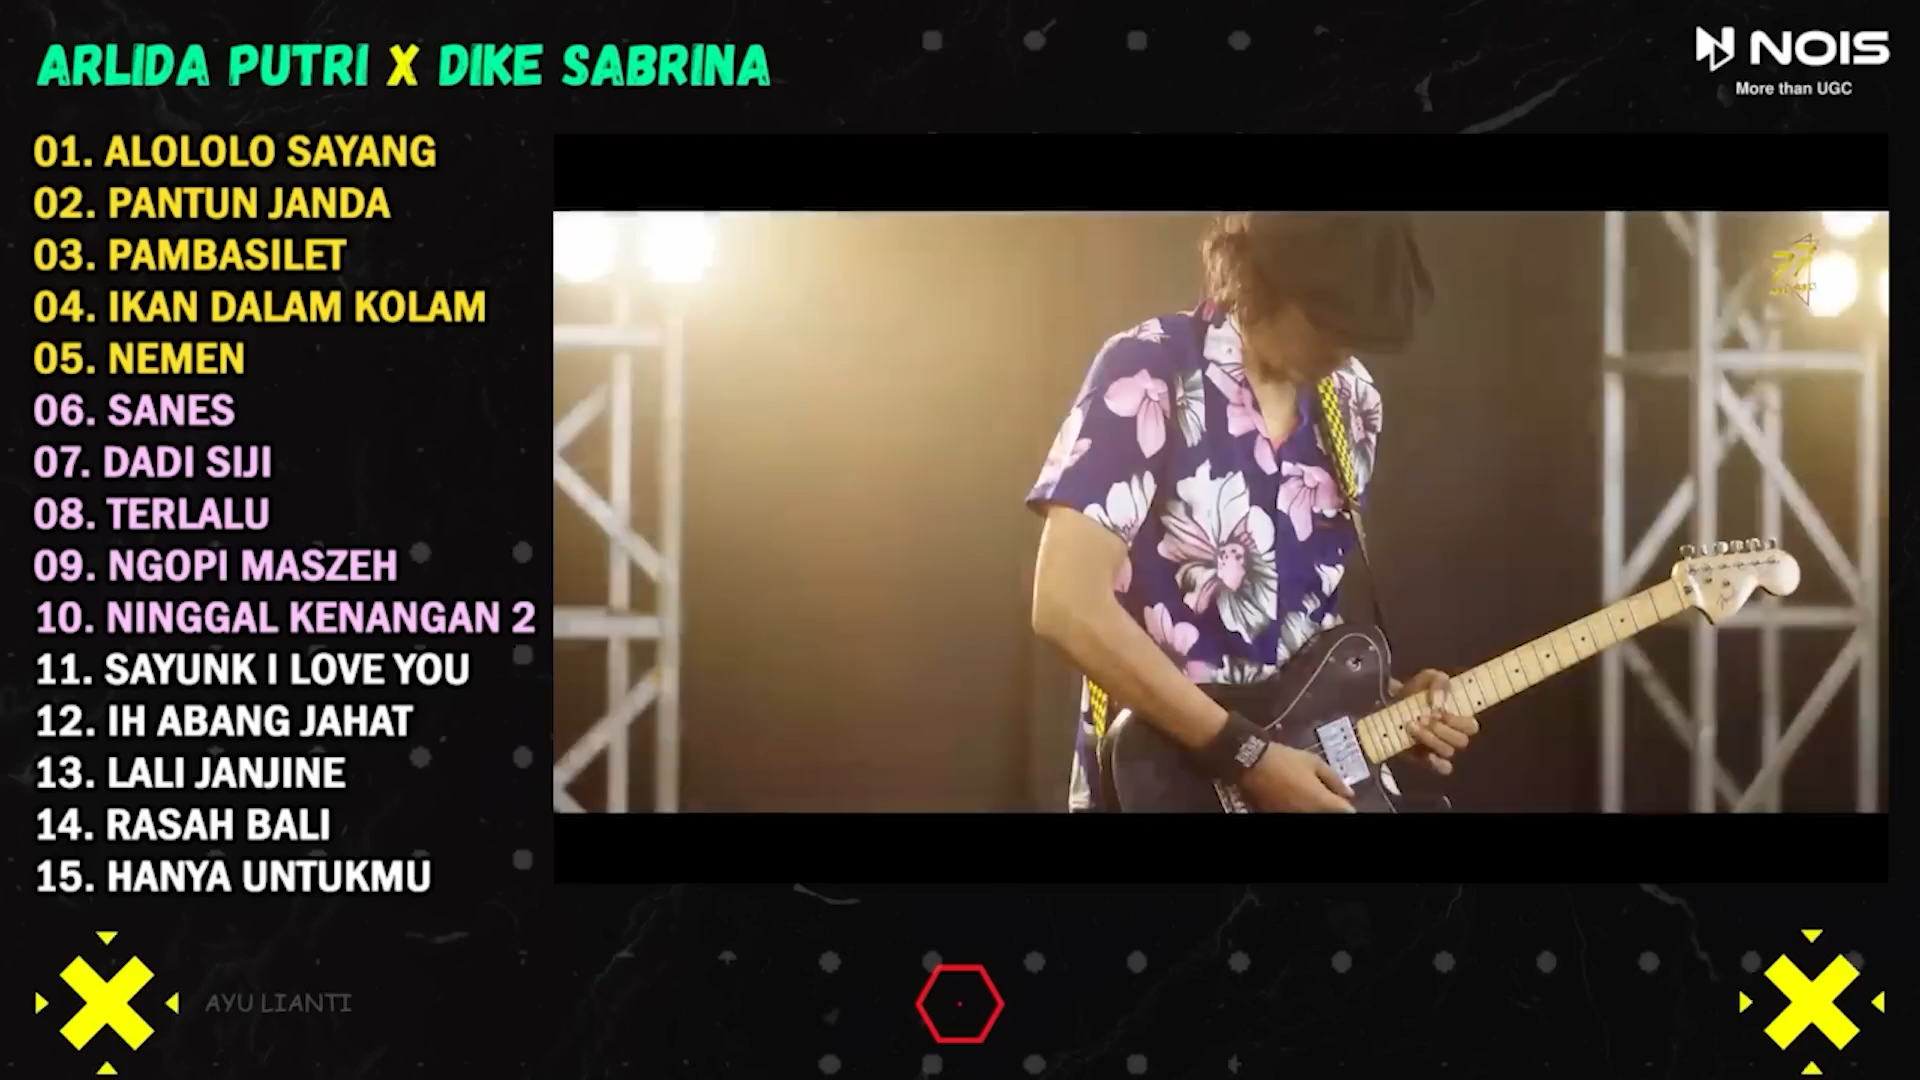 ARLIDA PUTRI X DIKE SABRINA
NOIS
More than UGC
01. ALOLOLO SAYANG
02. PANTUN JANDA
03. PAMBASILET
04. IKAN DALAM KOLAM
05. NEMEN
06. SANES
07. DADI SIJI
08. TERLALU
09. NGOPI MASZEH
10. NINGGAL KENANGAN 2
11. SAYUNK I LOVE YOU
12. IH ABANG JAHAT
13. LALI JANJINE
14. RASAH BALI
15. HANYA UNTUKMU
77
AYU LIANTI